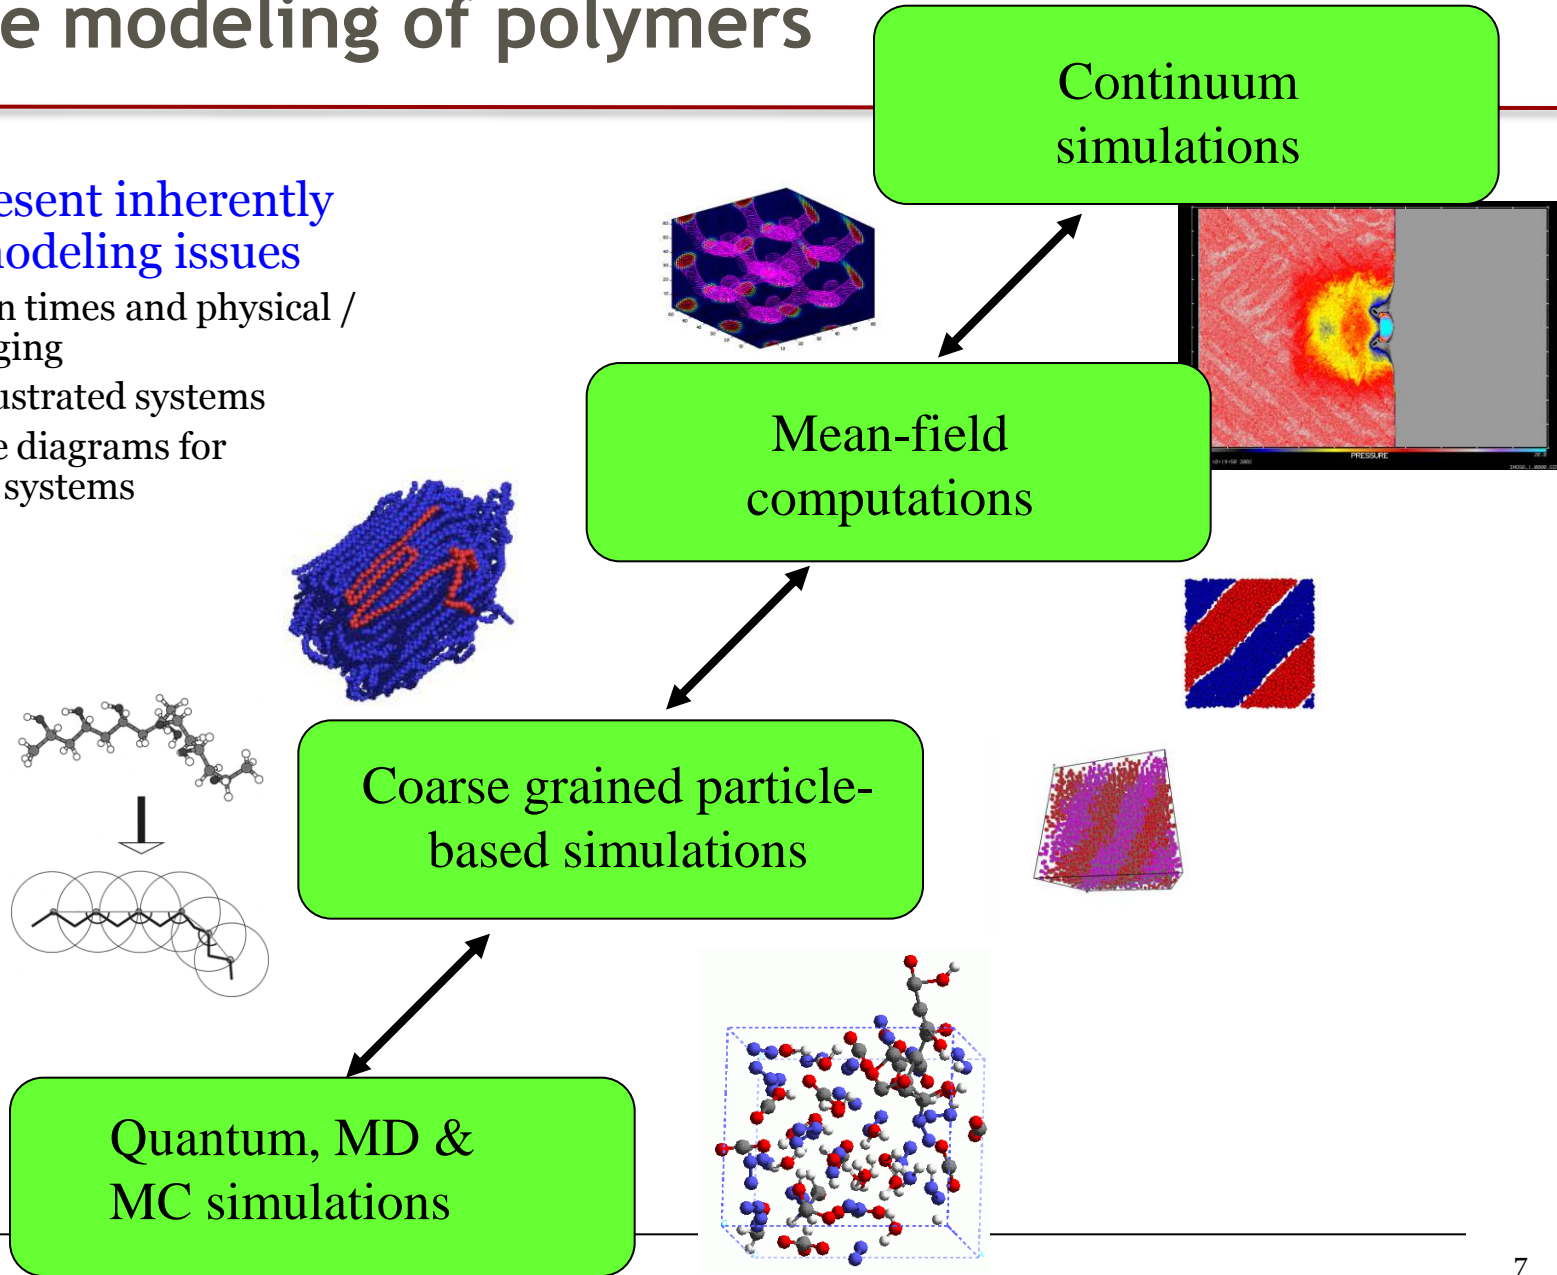 e modeling of polymers
Continuum
simulations
esent inherently
nodeling issues
n times and physical /
ging
ustrated systems
e diagrams for
systems
PRESSURE
Mean-field
computations
Coarse grained particle-
based simulations
Quantum, MD &
MC simulations
7